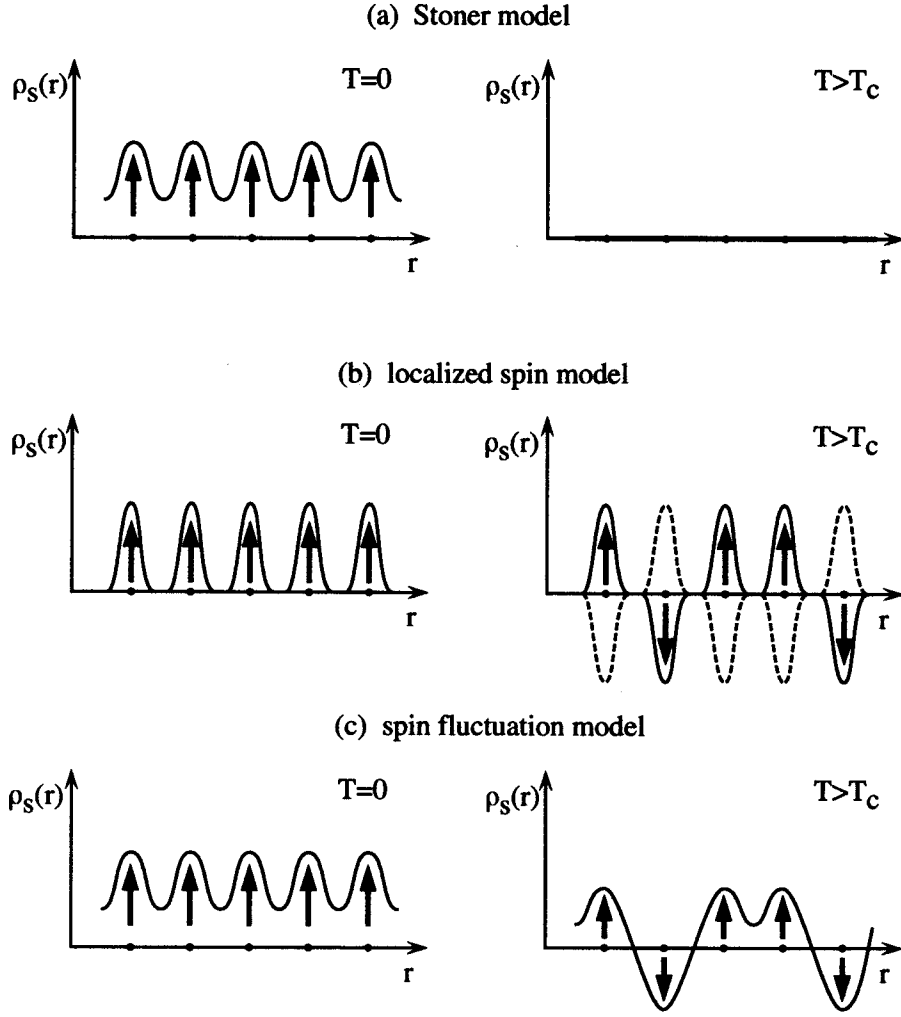 (a) Stoner model
ρs(r) T=0 ρs(r) T>Tc
r r
(b) localized spin model
ρs(r) T=0 ρs(r) T>Tc
r r
(c) spin fluctuation model
ρs(r) T=0 ρs(r) T>Tc
r r